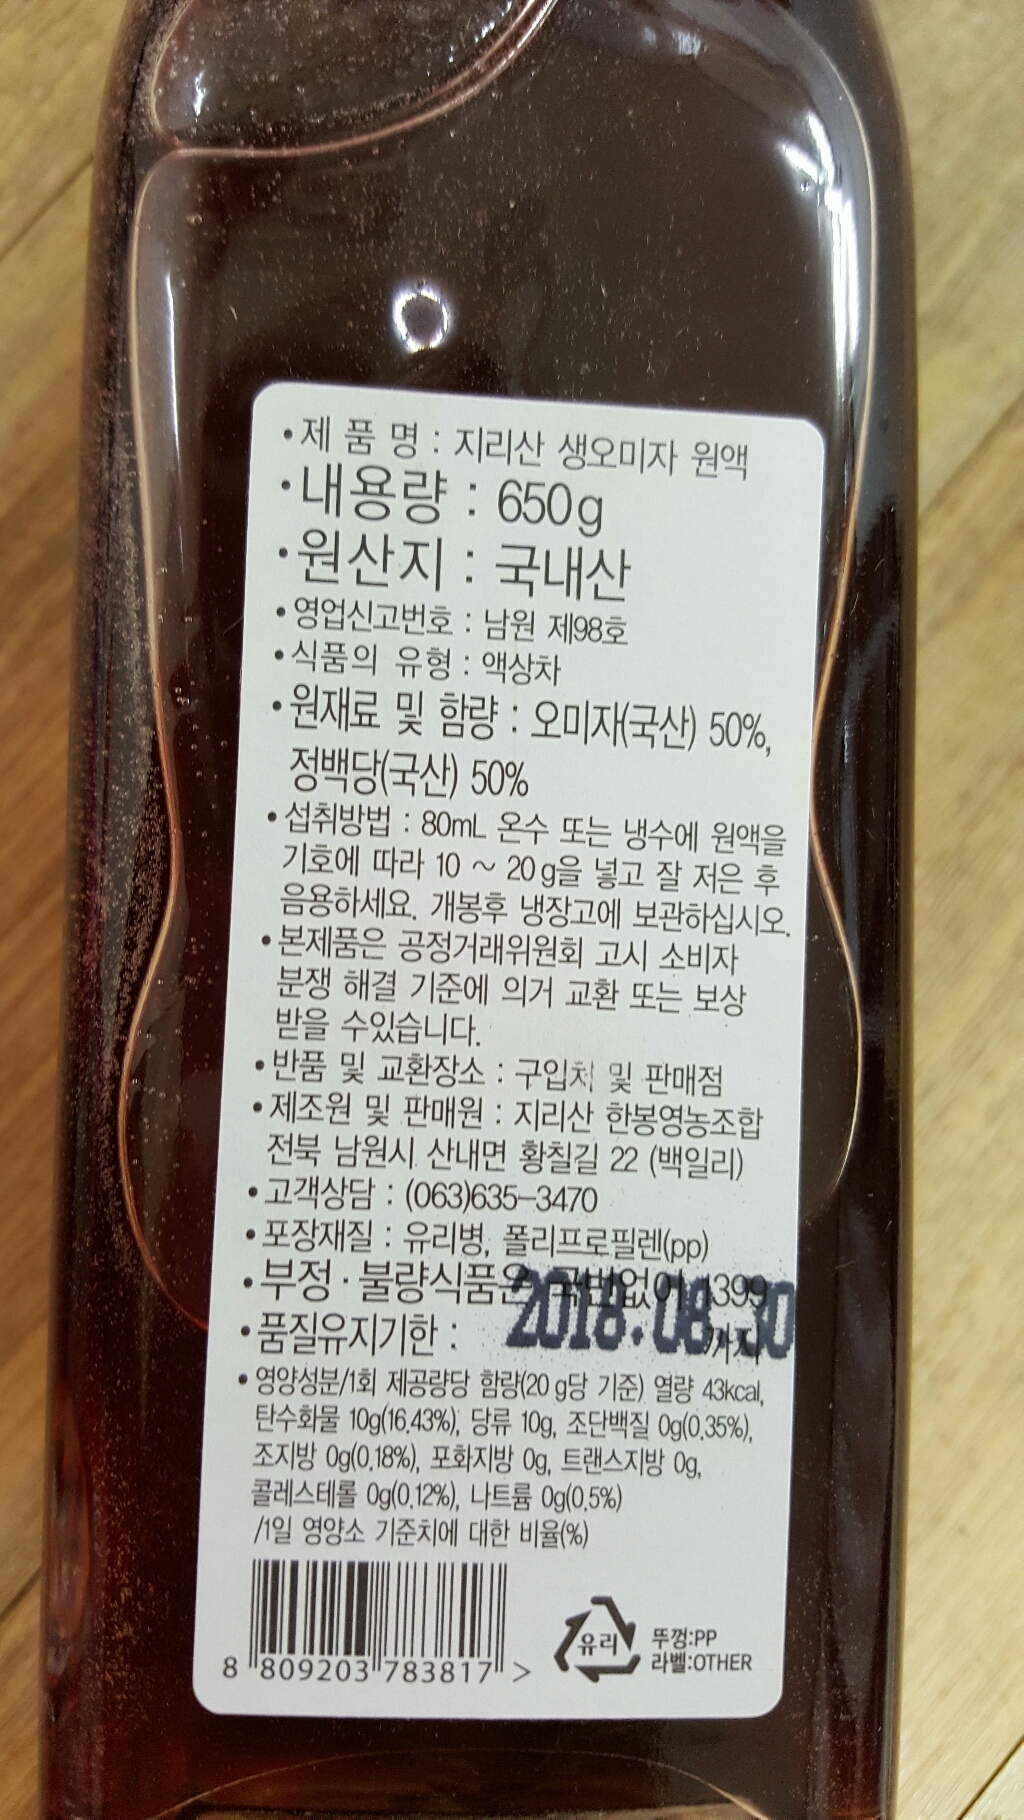 •제 품 명 : 지리산 생오미자 원액
•내용량 : 650g
•원산지 : 국내산
•영업신고번호 : 남원 제98호
•식품의 유형 : 액상차
•원재료 및 함량 : 오미자(국산) 50%,
정백당(국산) 50%
•섭취방법 : 80mL 온수 또는 냉수에 원액을
기호에 따라 10 ~ 20g을 넣고 잘 저은 후
음용하세요. 개봉후 냉장고에 보관하십시오.
•본제품은 공정거래위원회 고시 소비자
분쟁 해결 기준에 의거 교환 또는 보상
받을 수있습니다.
•반품 및 교환장소 : 구입처 및 판매점
•제조원 및 판매원 : 지리산 한봉영농조합
전북 남원시 산내면 황칠길 22 (백일리)
•고객상담 : (063)635-3470
•포장재질 : 유리병, 폴리프로필렌(pp)
•부정·불량식품은 국번없이 1399
•품질유지기한 : 2018.08.30까지
•영양성분/1회 제공량당 함량(20 g당 기준) 열량 43kcal,
탄수화물 10g(16.43%), 당류 10g, 조단백질 0g(0.35%),
조지방 0g(0.18%), 포화지방 0g, 트랜스지방 0g,
콜레스테롤 0g(0.12%), 나트륨 0g(0.5%)
/1일 영양소 기준치에 대한 비율(%)
8 809203 783817 >
유리
뚜껑:PP
라벨:OTHER